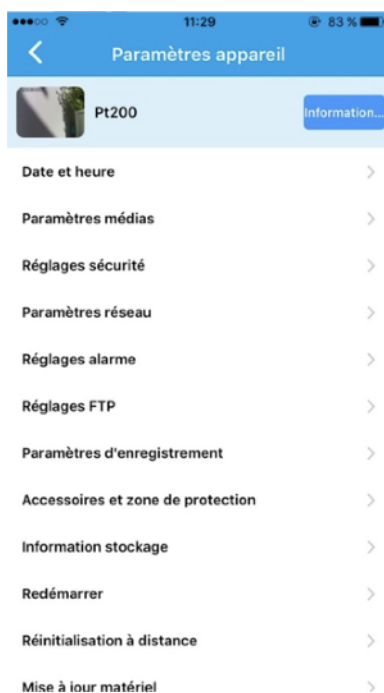 11:29
83 %
Paramètres appareil
Pt200
Information...
Date et heure
Paramètres médias
Réglages sécurité
Paramètres réseau
Réglages alarme
Réglages FTP
Paramètres d'enregistrement
Accessoires et zone de protection
Information stockage
Redémarrer
Réinitialisation à distance
Mise à jour matériel